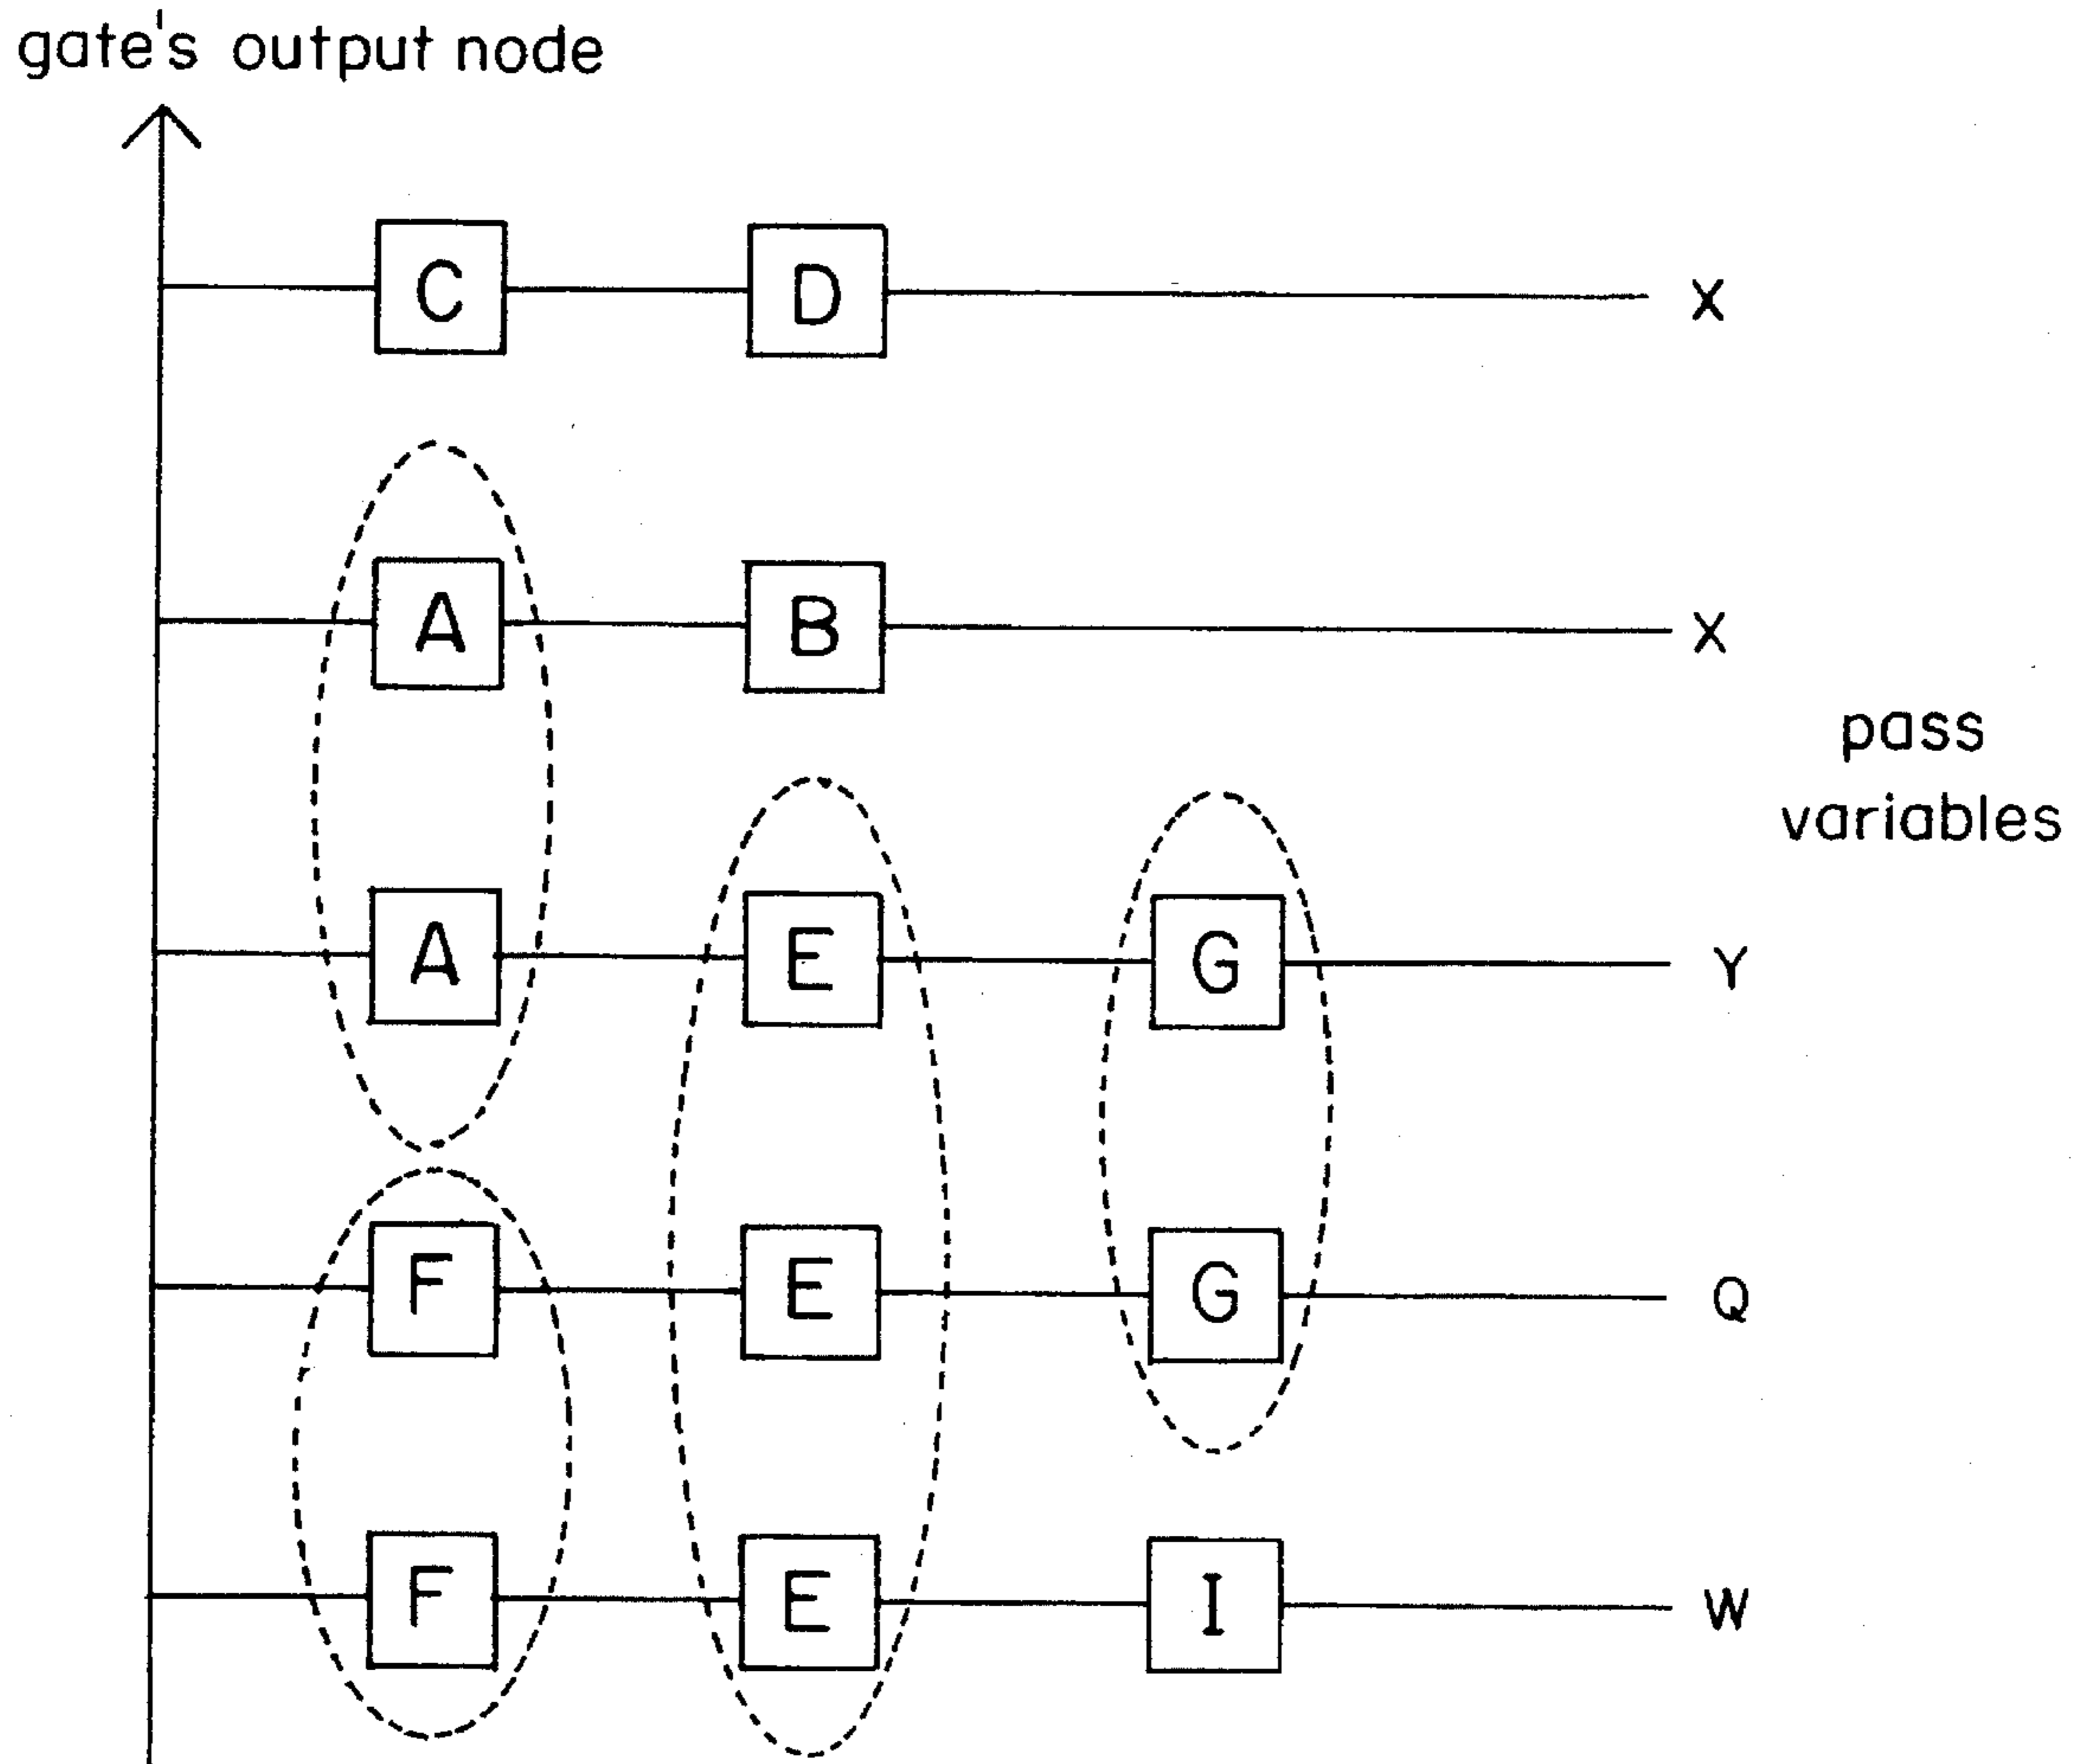 gate's output node
C D X
A B X
pass
variables
A E G Y
F E G Q
F E I W